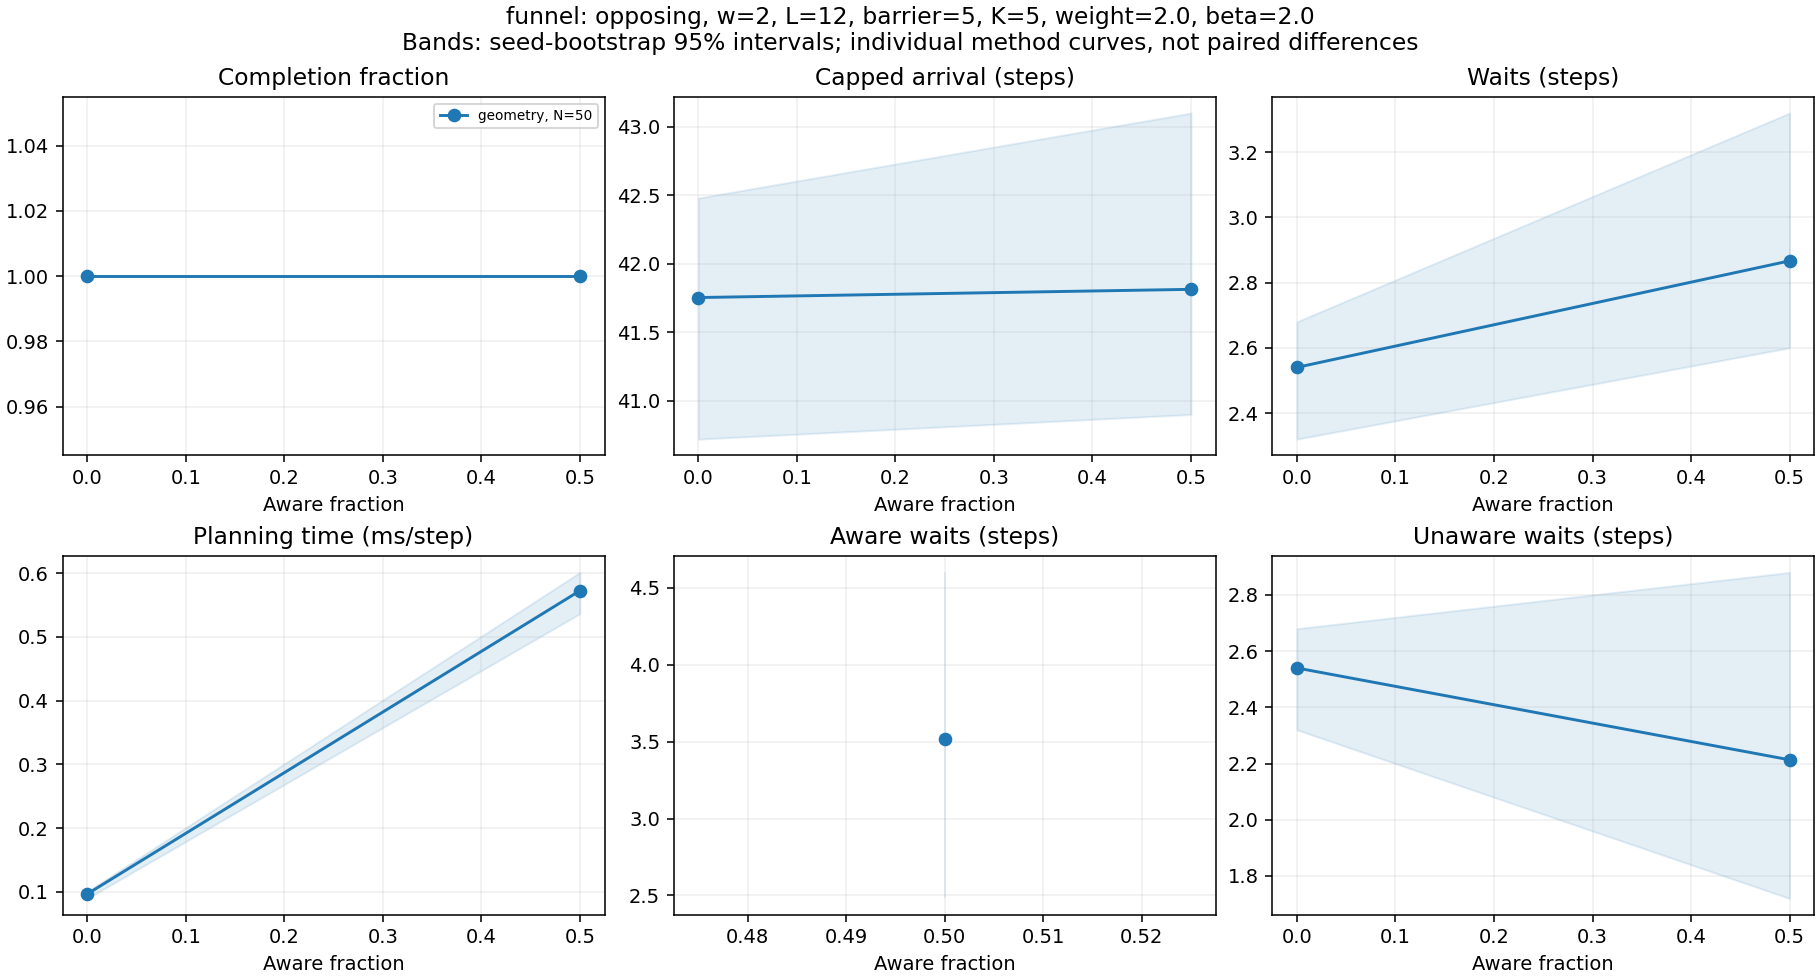 funnel: opposing, w=2, L=12, barrier=5, K=5, weight=2.0, beta=2.0
Bands: seed-bootstrap 95% intervals; individual method curves, not paired differences
Completion fraction
geometry, N=50
1.04
1.02
1.00
0.98
0.96
0.0 0.1 0.2 0.3 0.4 0.5
Aware fraction
Capped arrival (steps)
43.0
42.5
42.0
41.5
41.0
0.0 0.1 0.2 0.3 0.4 0.5
Aware fraction
Waits (steps)
3.2
3.0
2.8
2.6
2.4
0.0 0.1 0.2 0.3 0.4 0.5
Aware fraction
Planning time (ms/step)
0.6
0.5
0.4
0.3
0.2
0.1
0.0 0.1 0.2 0.3 0.4 0.5
Aware fraction
Aware waits (steps)
4.5
4.0
3.5
3.0
2.5
0.48 0.49 0.50 0.51 0.52
Aware fraction
Unaware waits (steps)
2.8
2.6
2.4
2.2
2.0
1.8
0.0 0.1 0.2 0.3 0.4 0.5
Aware fraction